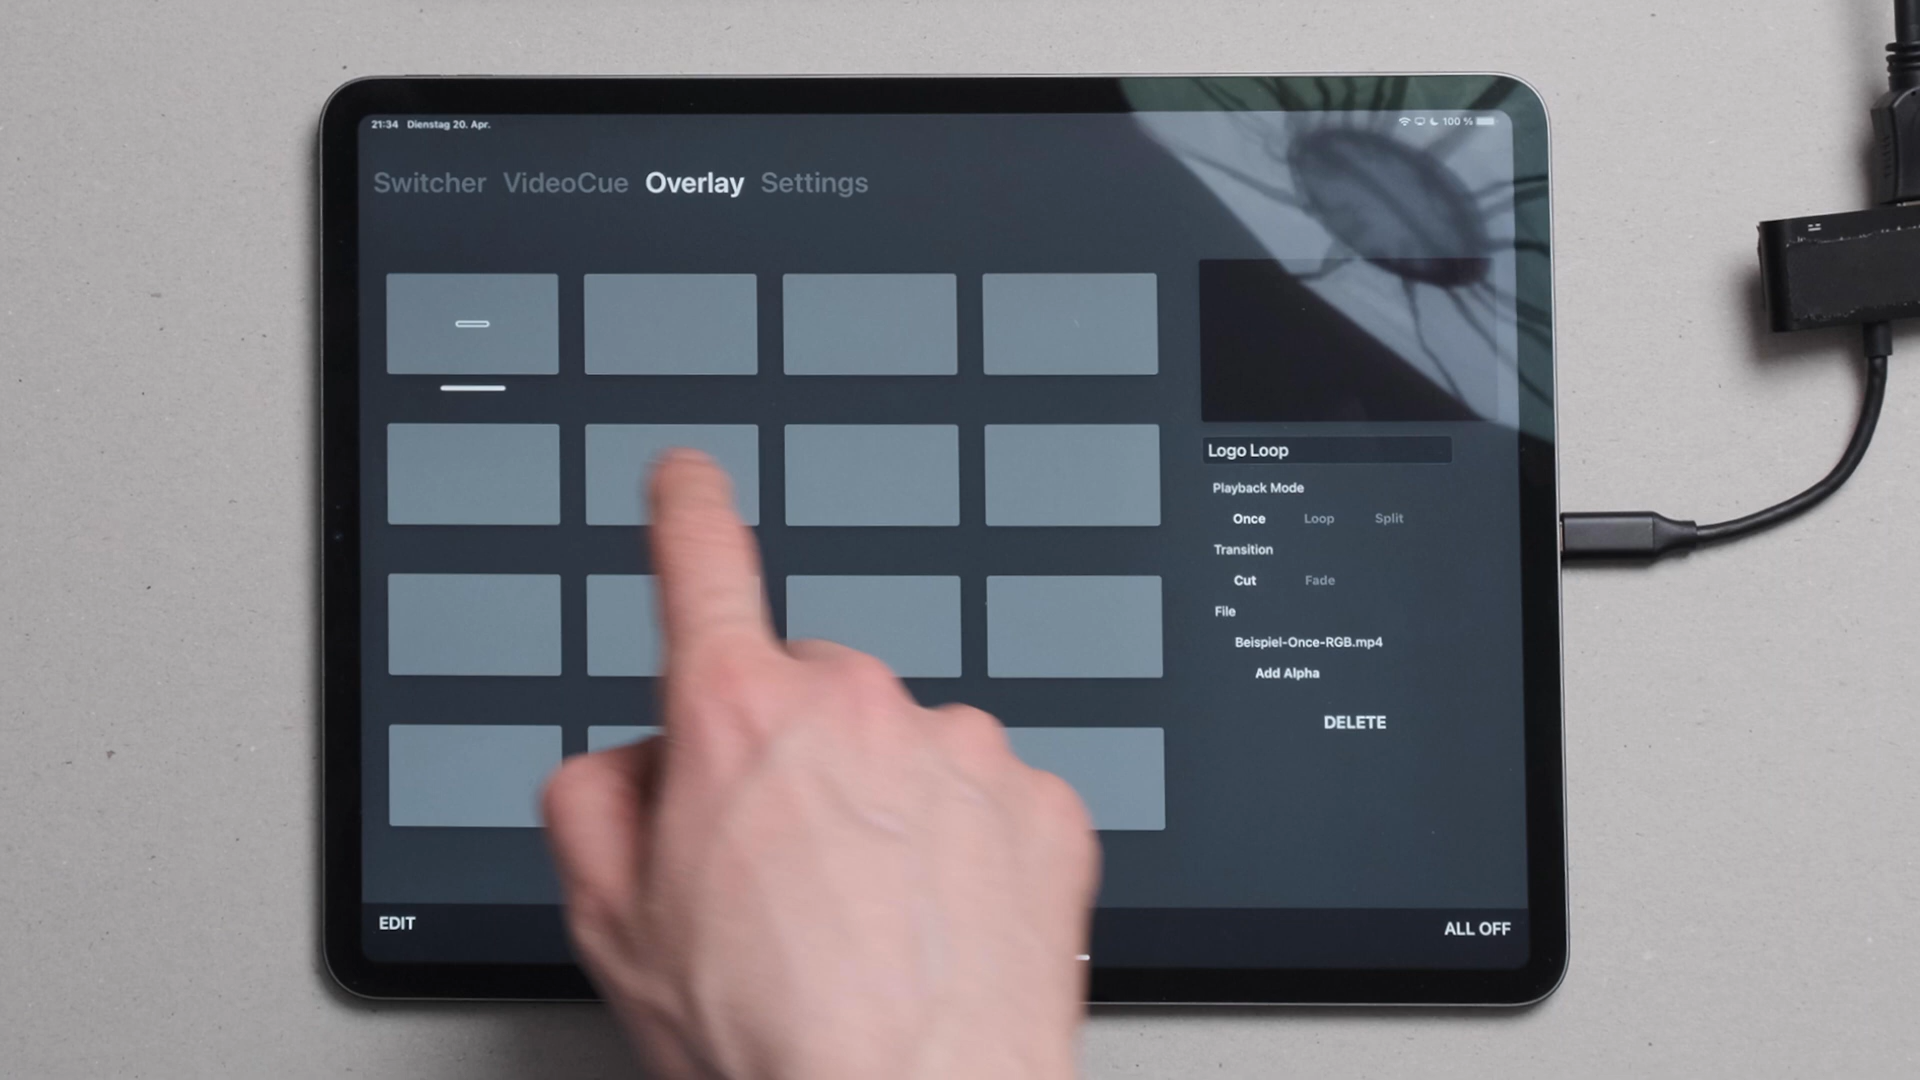 21:34 Dienstag 20. Apr.
100 %
Switcher VideoCue Overlay Settings
Logo Loop
Playback Mode
Once Loop Split
Transition
Cut Fade
File
Beispiel-Once-RGB.mp4
Add Alpha
DELETE
EDIT
ALL OFF